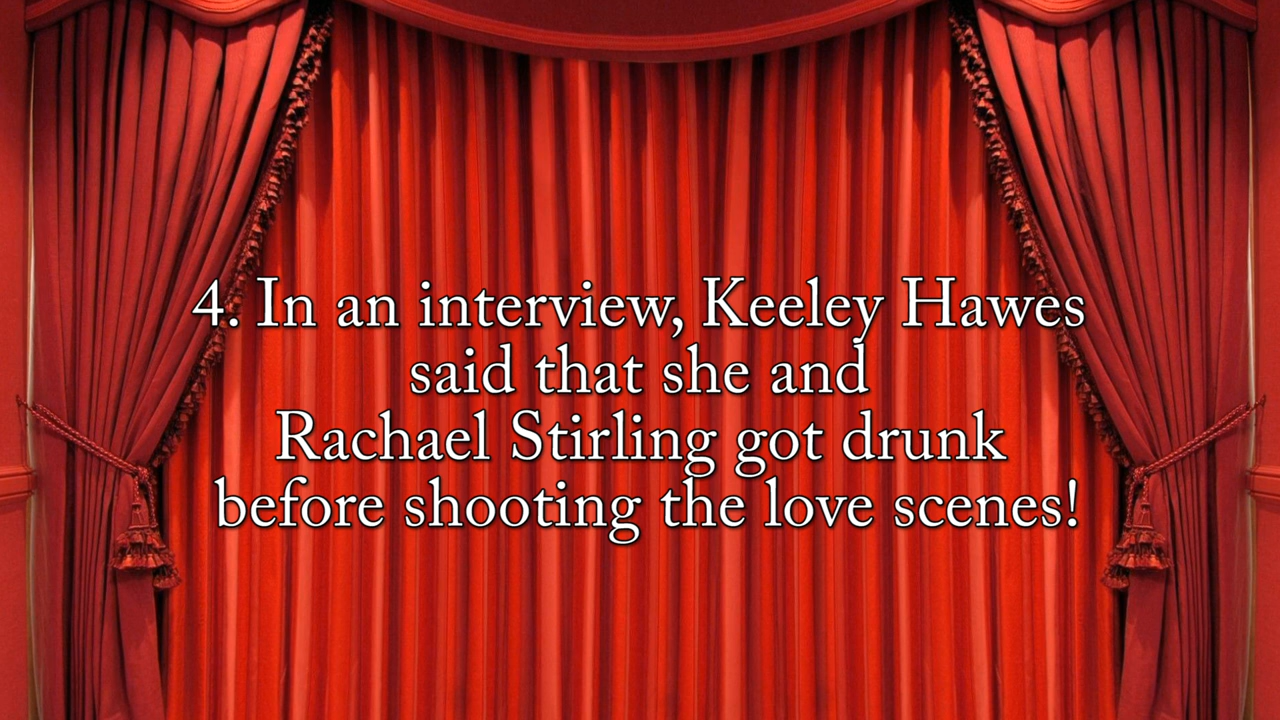 4. In an interview, Keeley Hawes
said that she and
Rachael Stirling got drunk
before shooting the love scenes!